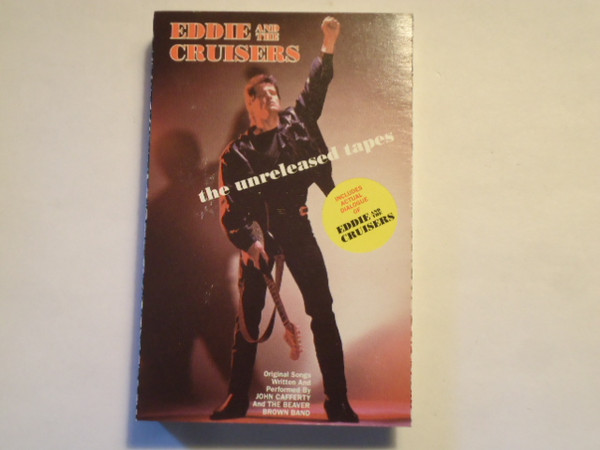 EDDIE AND THE
CRUISERS
the unreleased tapes
INCLUDES
ACTUAL
DIALOGUE
OF
EDDIE AND THE
CRUISERS
Original Songs
Written And
Performed By
JOHN CAFFERTY
And THE BEAVER
BROWN BAND